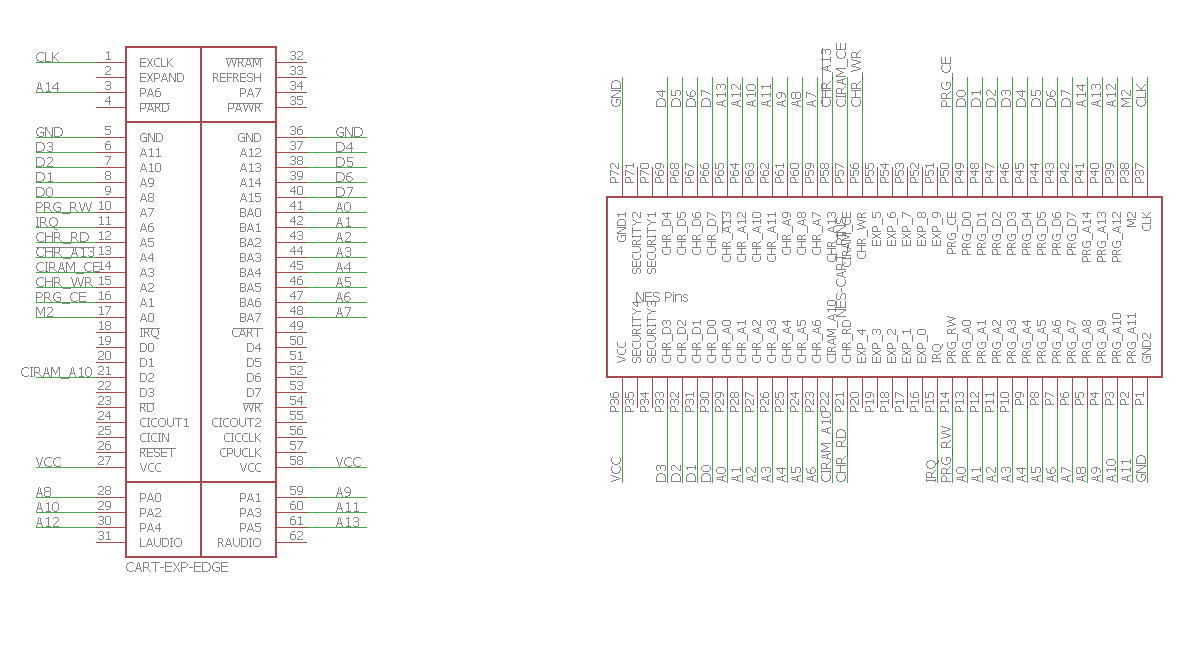 CLK 1 EXCLK WRAM 32
2 EXPAND REFRESH 33
A14 3 PA6 PA7 34
4 PARD PAWR 35
GND 5 GND GND 36 GND
D3 6 A11 A12 37 D4
D2 7 A10 A13 38 D5
D1 8 A9 A14 39 D6
D0 9 A8 A15 40 D7
PRG_RW 10 A7 BA0 41 A0
IRQ 11 A6 BA1 42 A1
CHR_RD 12 A5 BA2 43 A2
CHR_A13 13 A4 BA3 44 A3
CIRAM_CE 14 A3 BA4 45 A4
CHR_WR 15 A2 BA5 46 A5
PRG_CE 16 A1 BA6 47 A6
M2 17 A0 BA7 48 A7
18 IRQ CART 49
19 D0 D4 50
20 D1 D5 51
CIRAM_A10 21 D2 D6 52
22 D3 D7 53
23 RD WR 54
24 CICOUT1 CICOUT2 55
25 CICIN CICCLK 56
26 RESET CPUCLK 57
VCC 27 VCC VCC 58 VCC
A8 28 PA0 PA1 59 A9
A10 29 PA2 PA3 60 A11
A12 30 PA4 PA5 61 A13
31 LAUDIO RAUDIO 62
CART-EXP-EDGE
GND D4 D5 D6 D7 A13 A12 A10 A11 A9 A8 A7 CHR_A13 CIRAM_CE CHR_WR PRG_CE D0 D1 D2 D3 D4 D5 D6 D7 A14 A13 A12 M2 CLK
P72 P71 P70 P69 P68 P67 P66 P65 P64 P63 P62 P61 P60 P59 P58 P57 P56 P55 P54 P53 P52 P51 P50 P49 P48 P47 P46 P45 P44 P43 P42 P41 P40 P39 P38 P37
GND1 SECURITY2 SECURITY1 CHR_D4 CHR_D5 CHR_D6 CHR_D7 CHR_A13 CHR_A12 CHR_A10 CHR_A11 CHR_A9 CHR_A8 CHR_A7 CHR_A13 CIRAM_CE CHR_WR EXP_5 EXP_6 EXP_7 EXP_8 EXP_9 PRG_CE PRG_D0 PRG_D1 PRG_D2 PRG_D3 PRG_D4 PRG_D5 PRG_D6 PRG_D7 PRG_A14 PRG_A13 PRG_A12 M2 CLK
NES Pins
VCC SECURITY4 SECURITY3 CHR_D3 CHR_D2 CHR_D1 CHR_D0 CHR_A0 CHR_A1 CHR_A2 CHR_A3 CHR_A4 CHR_A5 CHR_A6 CIRAM_A10 CHR_RD EXP_4 EXP_3 EXP_2 EXP_1 EXP_0 IRQ PRG_RW PRG_A0 PRG_A1 PRG_A2 PRG_A3 PRG_A4 PRG_A5 PRG_A6 PRG_A7 PRG_A8 PRG_A9 PRG_A10 PRG_A11 GND2
P36 P35 P34 P33 P32 P31 P30 P29 P28 P27 P26 P25 P24 P23 P22 P21 P20 P19 P18 P17 P16 P15 P14 P13 P12 P11 P10 P9 P8 P7 P6 P5 P4 P3 P2 P1
VCC D3 D2 D1 D0 A0 A1 A2 A3 A4 A5 A6 CIRAM_A10 CHR_RD IRQ PRG_RW A0 A1 A2 A3 A4 A5 A6 A7 A8 A9 A10 A11 GND